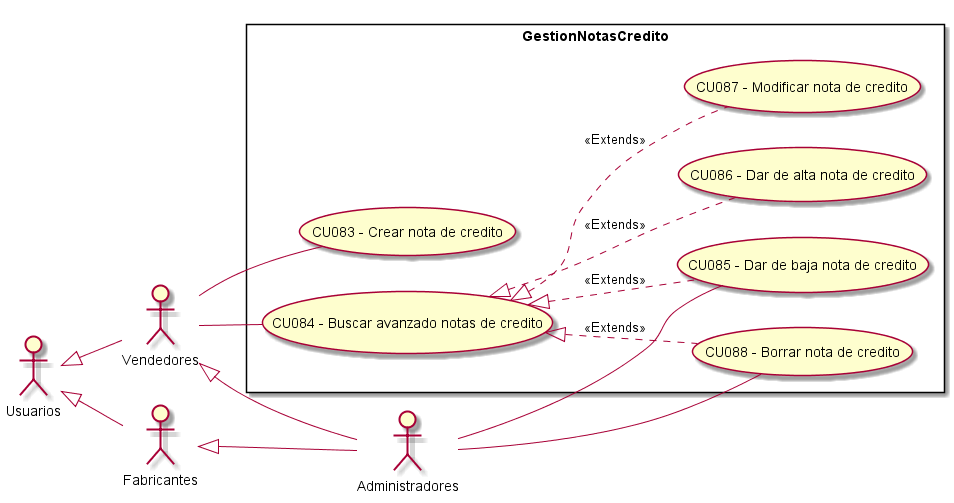 GestionNotasCredito
CU087 - Modificar nota de credito
«Extends»
CU086 - Dar de alta nota de credito
«Extends»
CU083 - Crear nota de credito
CU085 - Dar de baja nota de credito
«Extends»
CU084 - Buscar avanzado notas de credito
«Extends»
CU088 - Borrar nota de credito
Vendedores
Usuarios
Fabricantes
Administradores